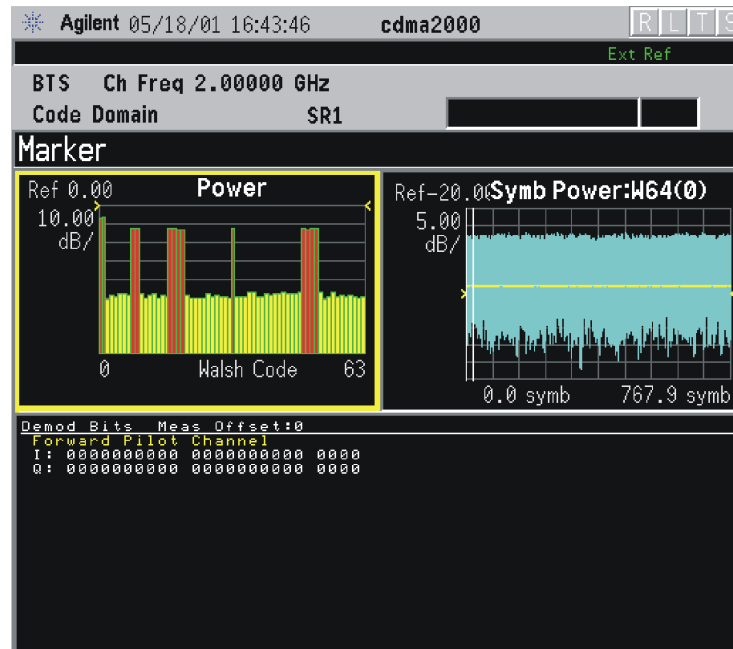 Agilent 05/18/01 16:43:46 cdma2000 R L T S
Ext Ref
BTS Ch Freq 2.00000 GHz
Code Domain SR1
Marker
Ref 0.00 Power
10.00
dB/
0 Walsh Code 63
Ref-20.00 Symb Power:W64(0)
5.00
dB/
0.0 symb 767.9 symb
Demod Bits Meas Offset:0
Forward Pilot Channel
I: 0000000000 0000000000 0000
Q: 0000000000 0000000000 0000